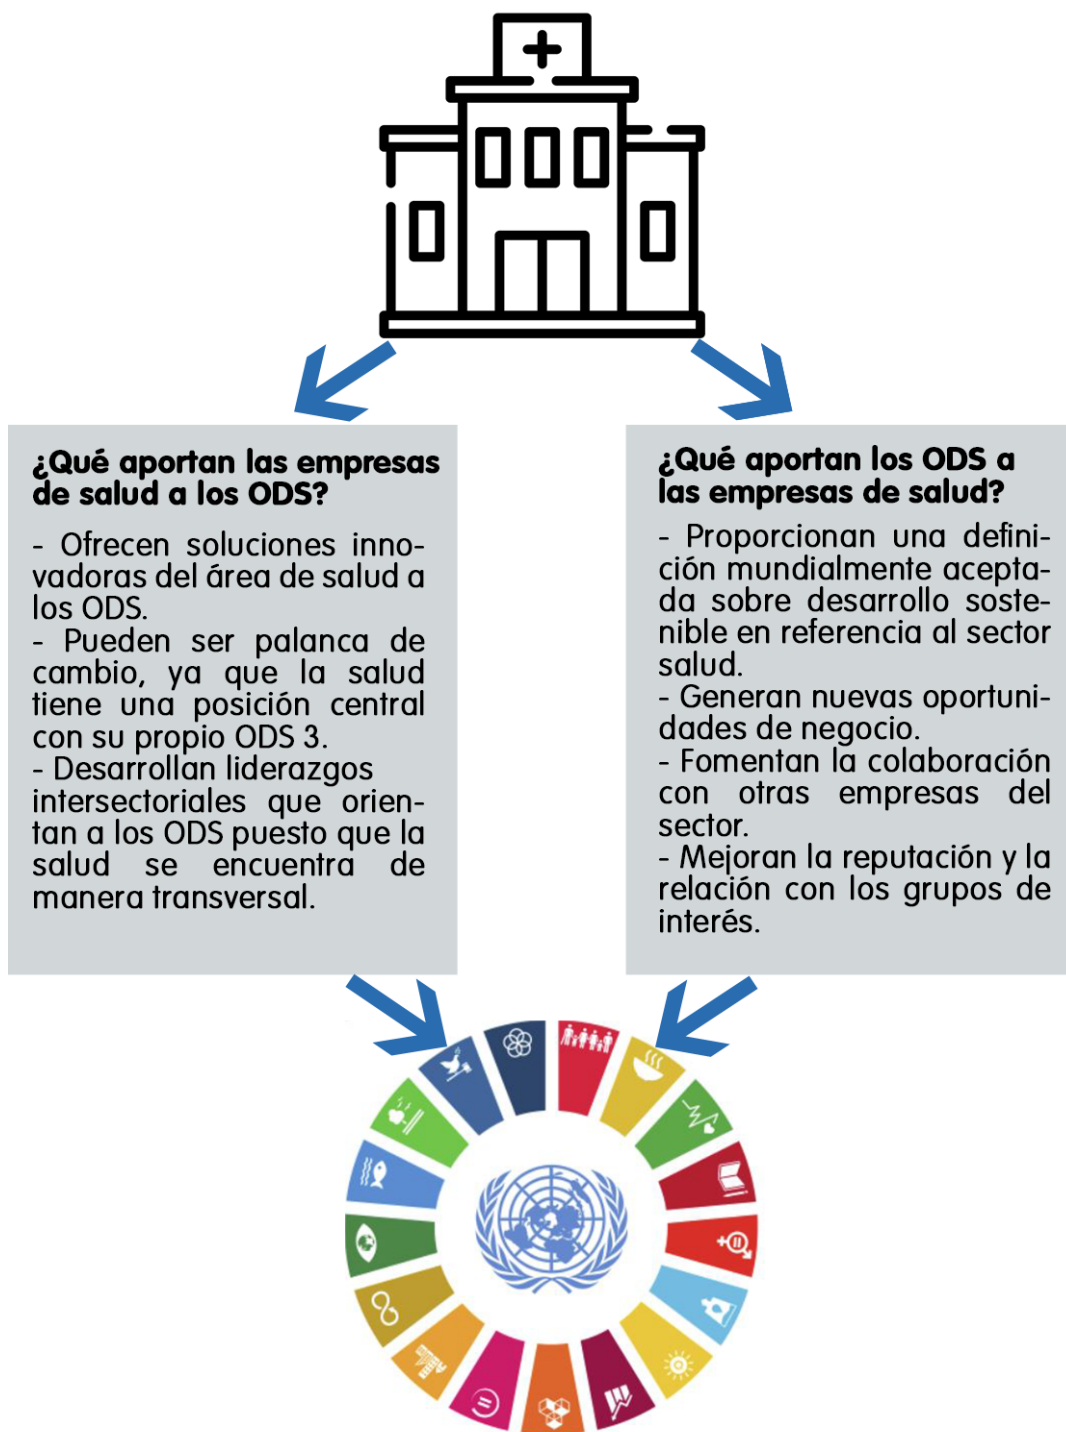 ¿Qué aportan las empresas
de salud a los ODS?
- Ofrecen soluciones inno-
vadoras del área de salud a
los ODS.
- Pueden ser palanca de
cambio, ya que la salud
tiene una posición central
con su propio ODS 3.
- Desarrollan liderazgos
intersectoriales que orien-
tan a los ODS puesto que la
salud se encuentra de
manera transversal.
¿Qué aportan los ODS a
las empresas de salud?
- Proporcionan una defini-
ción mundialmente acepta-
da sobre desarrollo soste-
nible en referencia al sector
salud.
- Generan nuevas oportuni-
dades de negocio.
- Fomentan la colaboración
con otras empresas del
sector.
- Mejoran la reputación y la
relación con los grupos de
interés.